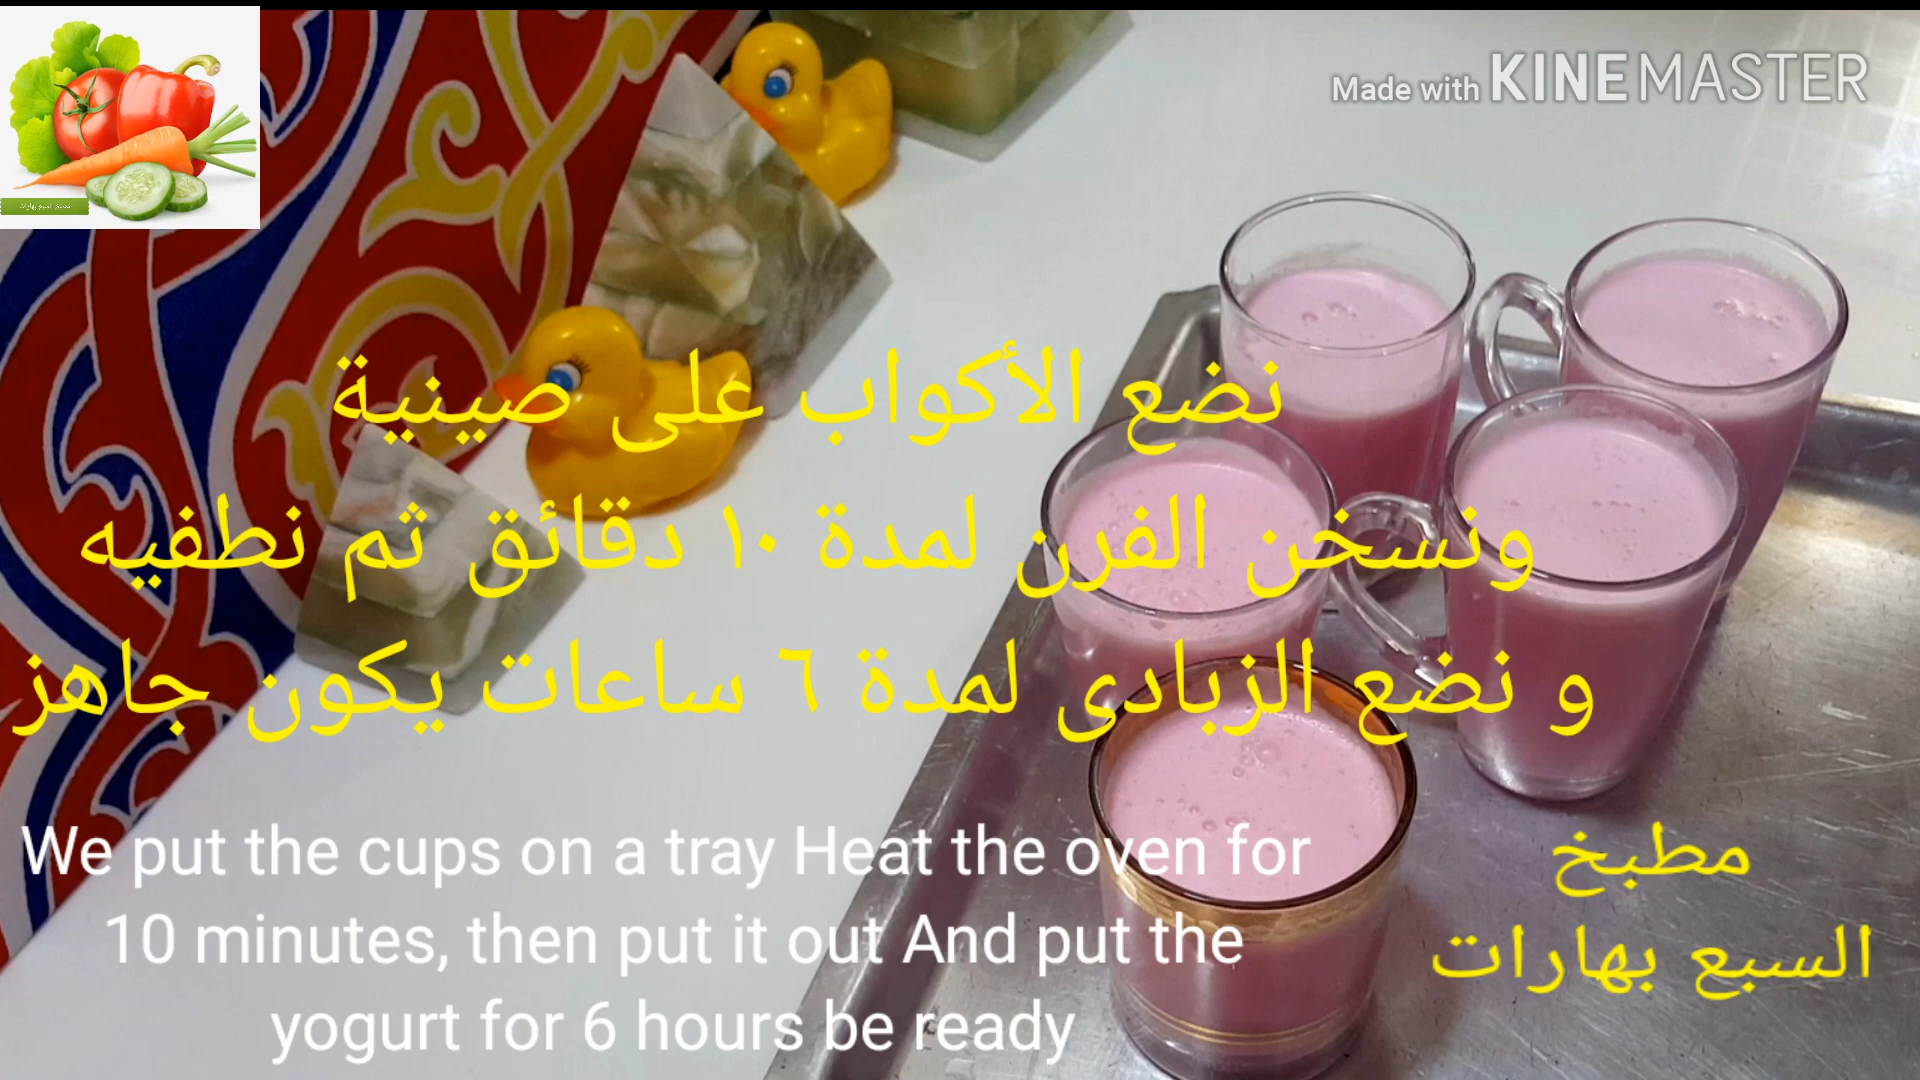 Made with KINEMASTER
نضع الأكواب على صينية
ونسخن الفرن لمدة ١٠ دقائق ثم نطفيه
و نضع الزبادى لمدة ٦ ساعات يكون جاهز
We put the cups on a tray Heat the oven for
10 minutes, then put it out And put the
yogurt for 6 hours be ready
مطبخ
السبع بهارات